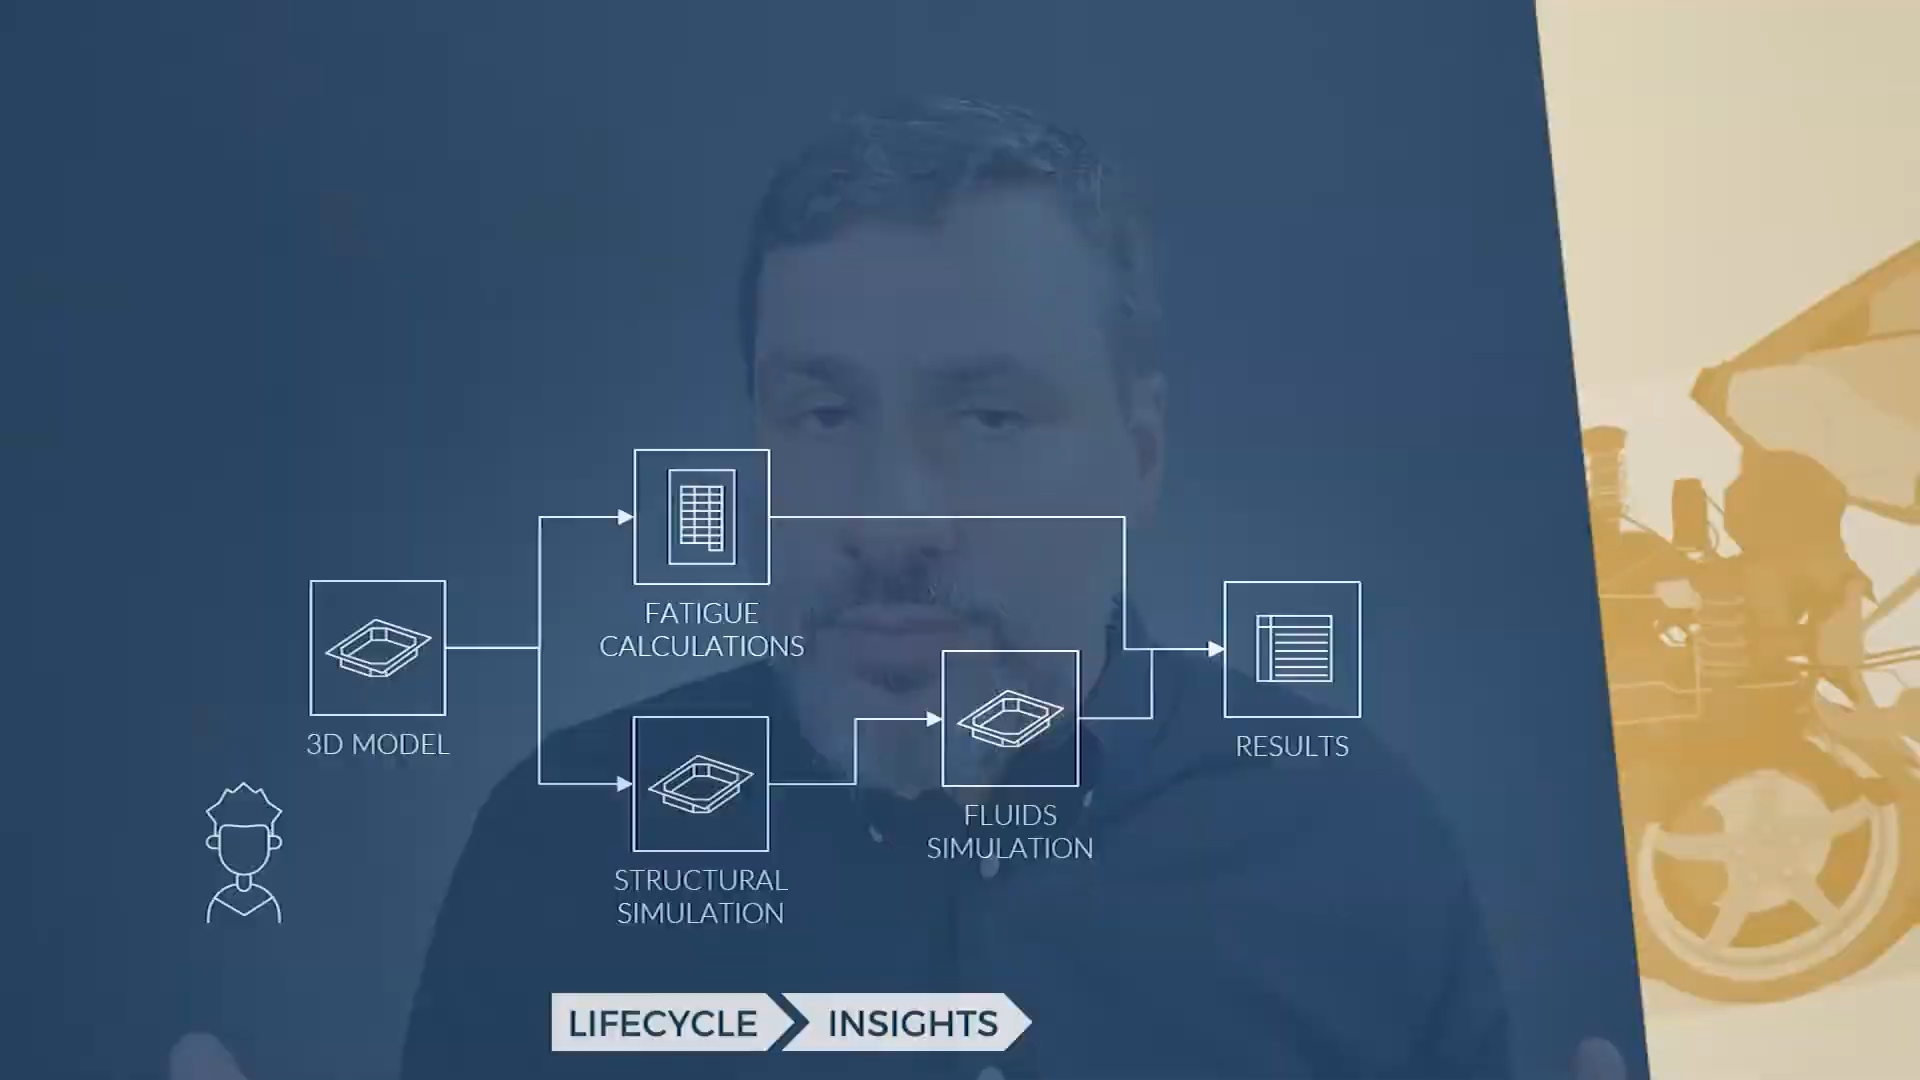 FATIGUE
CALCULATIONS
3D MODEL
RESULTS
FLUIDS
SIMULATION
STRUCTURAL
SIMULATION
LIFECYCLE INSIGHTS